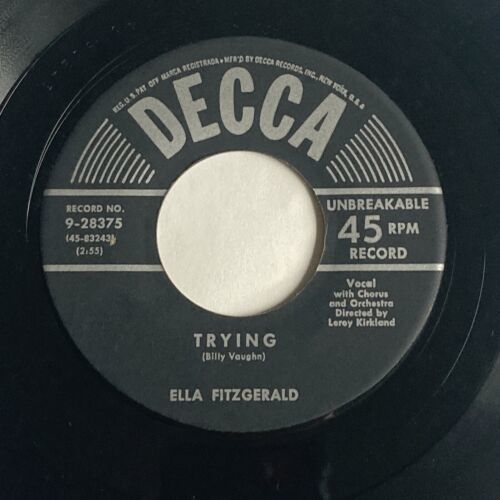 REG. U.S. PAT. OFF. MARCA REGISTRADA • MF'D BY DECCA RECORDS, INC., NEW YORK, U.S.A.
DECCA
RECORD NO.
9-28375
(45-83243)
(2:55)
UNBREAKABLE
45 RPM
RECORD
Vocal
with Chorus
and Orchestra
Directed by
Leroy Kirkland
TRYING
(Billy Vaughn)
ELLA FITZGERALD